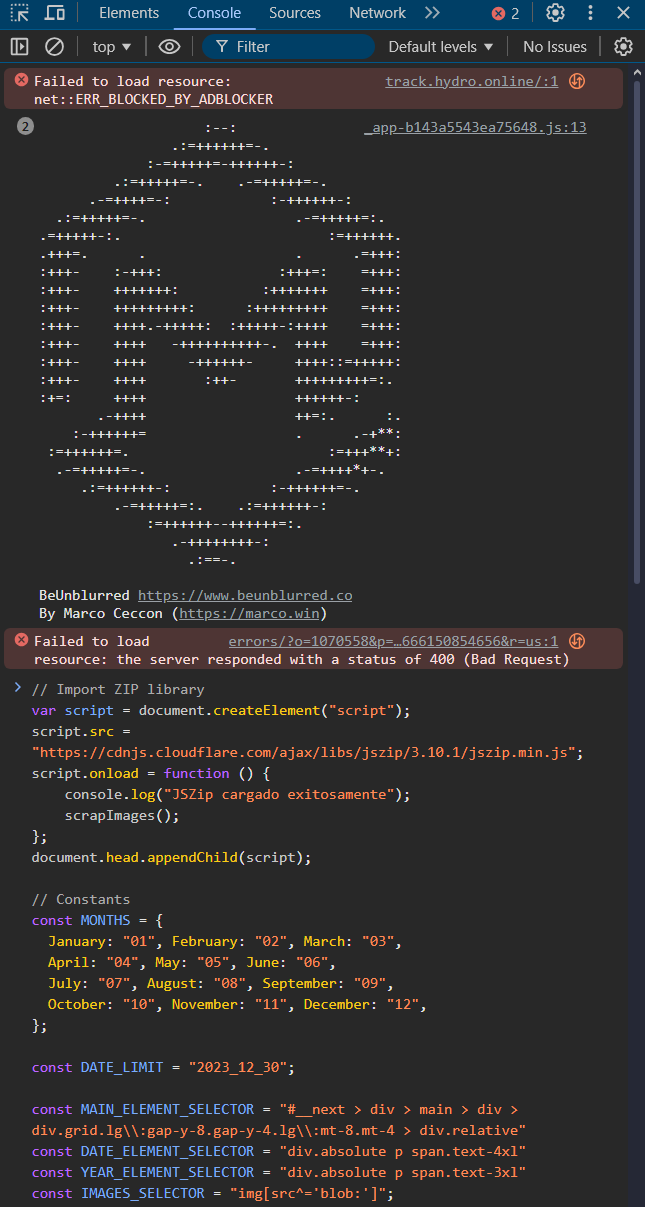 Elements Console Sources Network 2
top Filter Default levels No Issues
Failed to load resource: track.hydro.online/:1
net::ERR_BLOCKED_BY_ADBLOCKER
2 :--: _app-b143a5543ea75648.js:13
.:=++++++=-.
:-=+++++=-++++++-:
.:=+++++=-. .-=+++++=-.
.-=++++=-: :-++++++-:
.:=+++++=-. .-=+++++=:.
.=+++++-:. :=++++++.
.+++=. . . .=+++:
:+++- :-+++: :+++=: =+++:
:+++- +++++++: :+++++++ =+++:
:+++- +++++++++: :+++++++++ =+++:
:+++- ++++.-+++++: :+++++-:++++ =+++:
:+++- ++++ -++++++++++-. ++++ =+++:
:+++- ++++ -++++++- ++++::=+++++:
:+++- ++++ :++- +++++++++=:.
:+=: ++++ ++++++-:
.-++++ ++=:. :.
:-++++++= . .-+**:
:=++++++=. :=+++**+:
.-=+++++=-. .-=++++*+-.
.:=++++++-: :-++++++=-.
.-=+++++=:. .:=++++++-:
:=++++++--++++++=:.
.-++++++++-:
.:==-.
BeUnblurred https://www.beunblurred.co
By Marco Ceccon (https://marco.win)
Failed to load errors/?o=1070558&p=…666150854656&r=us:1
resource: the server responded with a status of 400 (Bad Request)
// Import ZIP library
var script = document.createElement("script");
script.src =
"https://cdnjs.cloudflare.com/ajax/libs/jszip/3.10.1/jszip.min.js";
script.onload = function () {
console.log("JSZip cargado exitosamente");
scrapImages();
};
document.head.appendChild(script);
// Constants
const MONTHS = {
January: "01", February: "02", March: "03",
April: "04", May: "05", June: "06",
July: "07", August: "08", September: "09",
October: "10", November: "11", December: "12",
};
const DATE_LIMIT = "2023_12_30";
const MAIN_ELEMENT_SELECTOR = "#__next > div > main > div >
div.grid.lg\\:gap-y-8.gap-y-4.lg\\:mt-8.mt-4 > div.relative"
const DATE_ELEMENT_SELECTOR = "div.absolute p span.text-4xl"
const YEAR_ELEMENT_SELECTOR = "div.absolute p span.text-3xl"
const IMAGES_SELECTOR = "img[src^='blob:']";